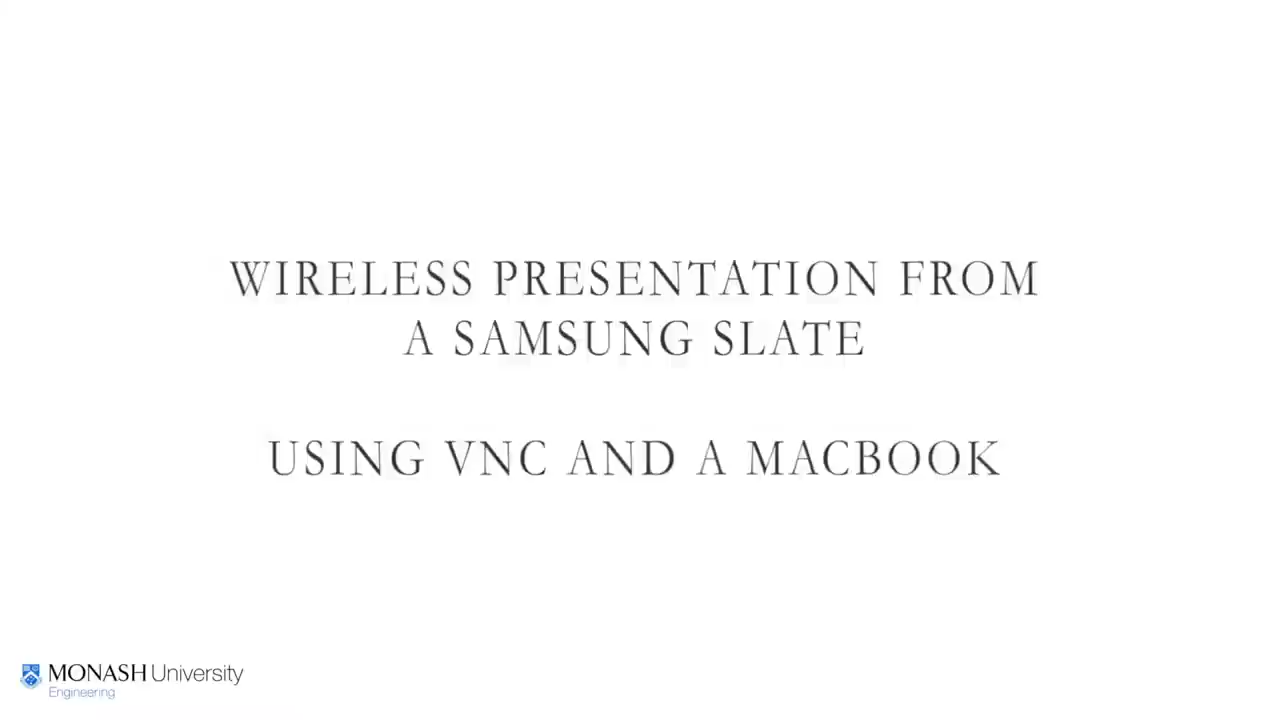 WIRELESS PRESENTATION FROM
A SAMSUNG SLATE
USING VNC AND A MACBOOK
MONASH University
Engineering